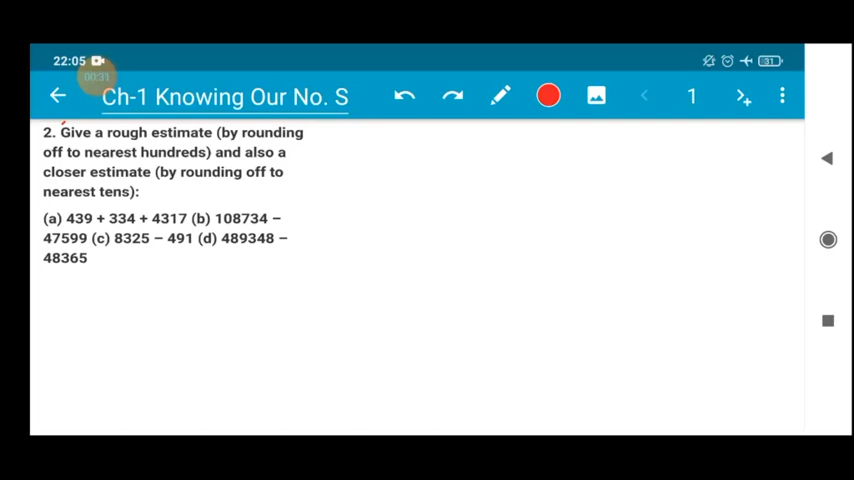 22:05
00:31
Ch-1 Knowing Our No. S
1
31
2. Give a rough estimate (by rounding
off to nearest hundreds) and also a
closer estimate (by rounding off to
nearest tens):
(a) 439 + 334 + 4317 (b) 108734 –
47599 (c) 8325 – 491 (d) 489348 –
48365